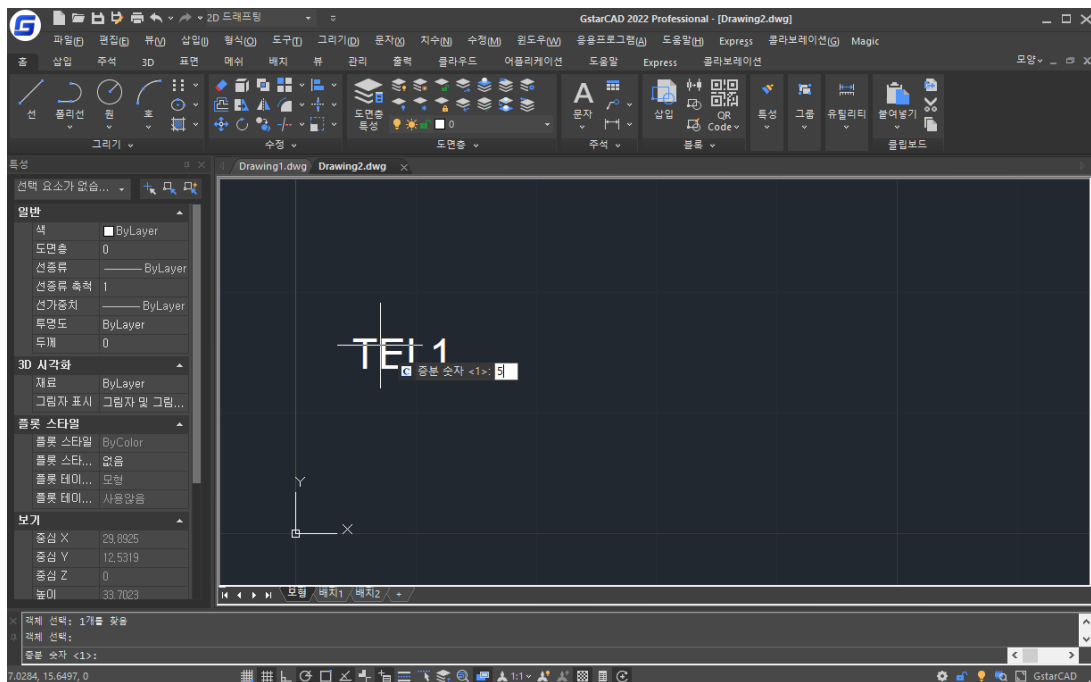 2D 드래프팅
GstarCAD 2022 Professional - [Drawing2.dwg]
파일(F) 편집(E) 뷰(V) 삽입(I) 형식(O) 도구(T) 그리기(D) 문자(X) 치수(N) 수정(M) 윈도우(W) 응용프로그램(A) 도움말(H) Express 콜라보레이션(G) Magic
홈 삽입 주석 3D 표면 메쉬 배치 뷰 관리 출력 클라우드 어플리케이션 도움말 Express 콜라보레이션 모양
선 폴리선 원 호 도면층 특성 0 A 문자 삽입 QR Code 특성 그룹 유틸리티 붙여넣기
그리기 수정 도면층 주석 블록 클립보드
특성
Drawing1.dwg Drawing2.dwg
선택 요소가 없습...
일반
색 ByLayer
도면층 0
선종류 ByLayer
선종류 축척 1
선가중치 ByLayer
투명도 ByLayer
두께 0
3D 시각화
재료 ByLayer
그림자 표시 그림자 및 그림...
플롯 스타일
플롯 스타일 ByColor
플롯 스타... 없음
플롯 테이... 모형
플롯 테이... 사용않음
보기
중심 X 29,8925
중심 Y 12,5319
중심 Z 0
높이 33,7023
TEL1
증분 숫자 <1>: 5
Y
X
모형 배치1 배치2 +
객체 선택: 1개를 찾음
객체 선택:
증분 숫자 <1>:
7.0284, 15.6497, 0
1:1
GstarCAD